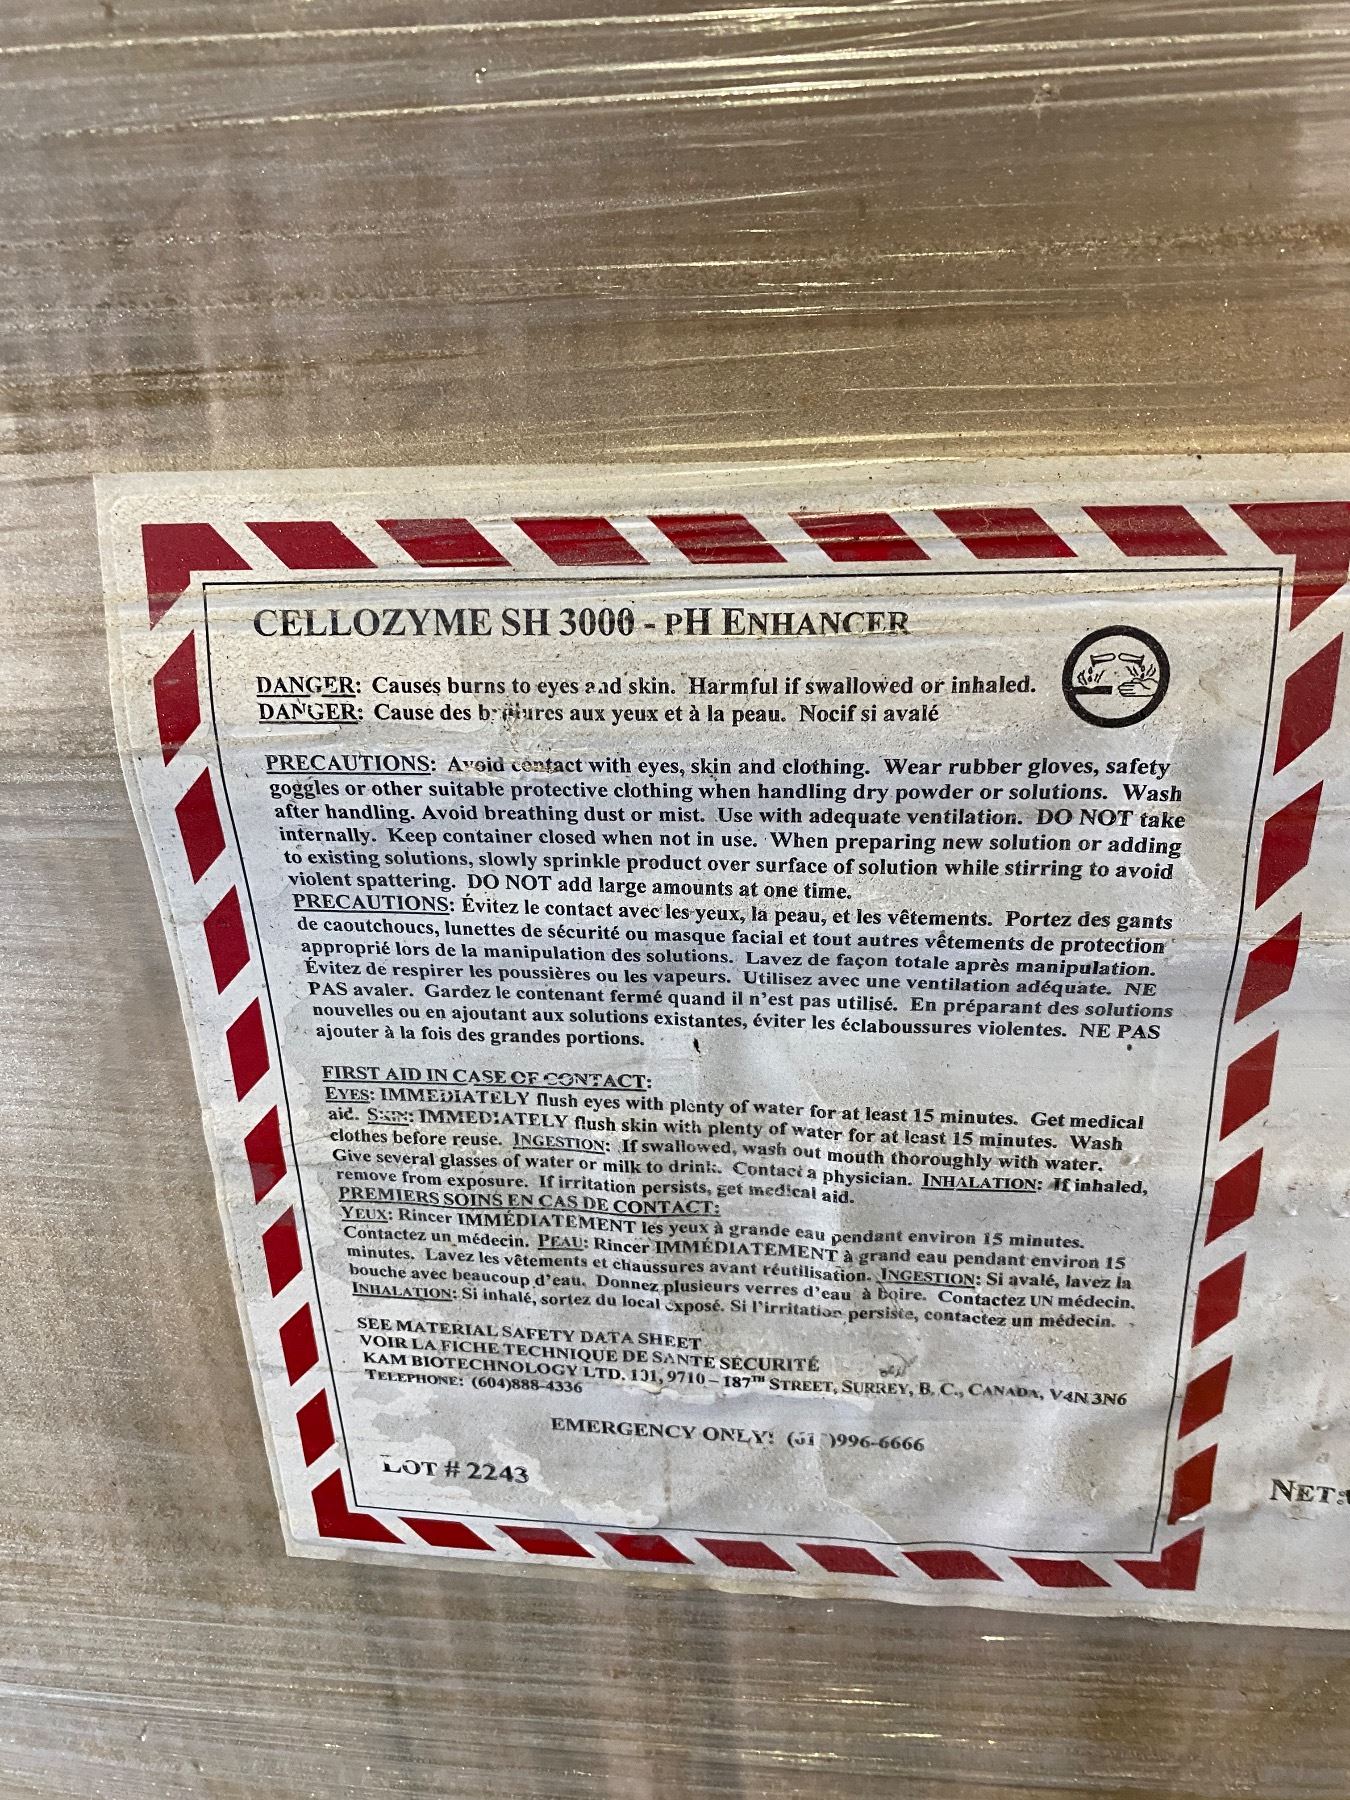 CELLOZYME SH 3000 - PH ENHANCER
DANGER: Causes burns to eyes and skin. Harmful if swallowed or inhaled.
DANGER: Cause des brûlures aux yeux et à la peau. Nocif si avalé
PRECAUTIONS: Avoid contact with eyes, skin and clothing. Wear rubber gloves, safety
goggles or other suitable protective clothing when handling dry powder or solutions. Wash
after handling. Avoid breathing dust or mist. Use with adequate ventilation. DO NOT take
internally. Keep container closed when not in use. When preparing new solution or adding
to existing solutions, slowly sprinkle product over surface of solution while stirring to avoid
violent spattering. DO NOT add large amounts at one time.
PRECAUTIONS: Évitez le contact avec les yeux, la peau, et les vêtements. Portez des gants
de caoutchoucs, lunettes de sécurité ou masque facial et tout autres vêtements de protection
approprié lors de la manipulation des solutions. Lavez de façon totale après manipulation.
Évitez de respirer les poussières ou les vapeurs. Utilisez avec une ventilation adéquate. NE
PAS avaler. Gardez le contenant fermé quand il n'est pas utilisé. En préparant des solutions
nouvelles ou en ajoutant aux solutions existantes, éviter les éclaboussures violentes. NE PAS
ajouter à la fois des grandes portions.
FIRST AID IN CASE OF CONTACT:
EYES: IMMEDIATELY flush eyes with plenty of water for at least 15 minutes. Get medical
aid. SKIN: IMMEDIATELY flush skin with plenty of water for at least 15 minutes. Wash
clothes before reuse. INGESTION: If swallowed, wash out mouth thoroughly with water.
Give several glasses of water or milk to drink. Contact a physician. INHALATION: If inhaled,
remove from exposure. If irritation persists, get medical aid.
PREMIERS SOINS EN CAS DE CONTACT:
YEUX: Rincer IMMÉDIATEMENT les yeux à grande eau pendant environ 15 minutes.
Contactez un médecin. PEAU: Rincer IMMÉDIATEMENT à grand eau pendant environ 15
minutes. Lavez les vêtements et chaussures avant réutilisation. INGESTION: Si avalé, lavez la
bouche avec beaucoup d'eau. Donnez plusieurs verres d'eau à boire. Contactez UN médecin.
INHALATION: Si inhalé, sortez du local exposé. Si l'irritation persiste, contactez un médecin.
SEE MATERIAL SAFETY DATA SHEET
VOIR LA FICHE TECHNIQUE DE SANTE SÉCURITÉ
KAM BIOTECHNOLOGY LTD. 101, 9710 – 187TH STREET, SURREY, B. C., CANADA, V4N 3N6
TELEPHONE: (604)888-4336
EMERGENCY ONLY! )996-6666
LOT # 2243
NET: